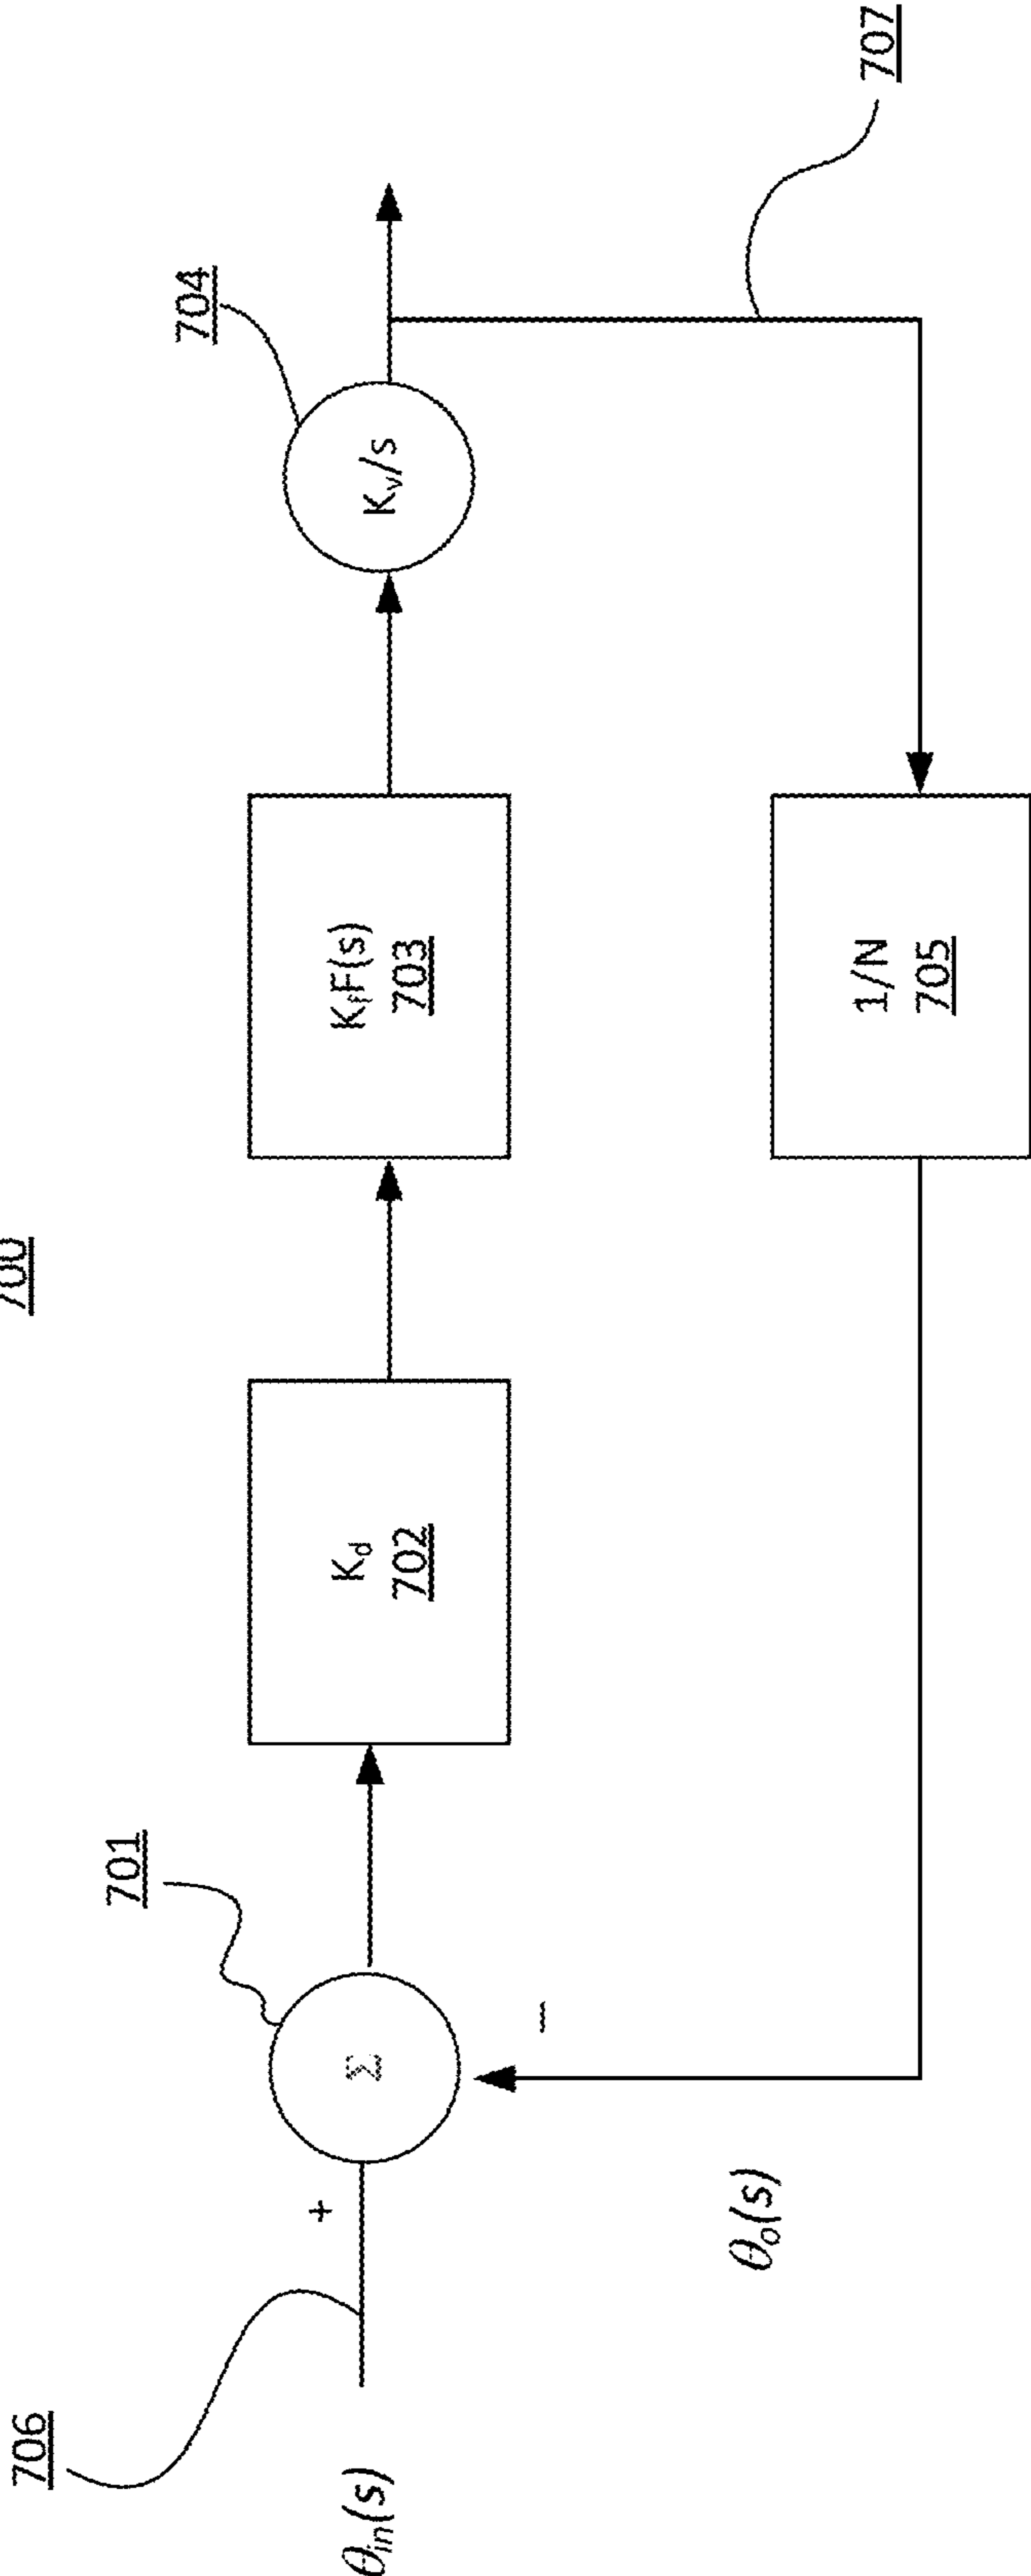 700
706
θin(s)
+
701
Σ
−
θo(s)
Kd
702
KfF(s)
703
704
Kv/s
1/N
705
707